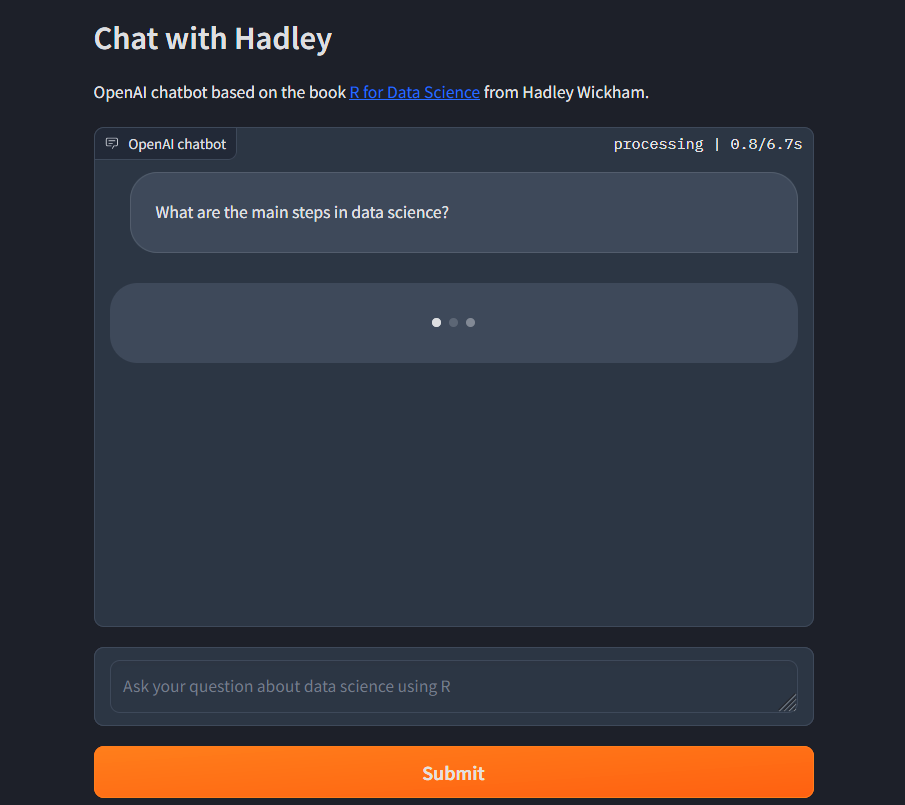 Chat with Hadley
OpenAI chatbot based on the book R for Data Science from Hadley Wickham.
OpenAI chatbot
processing | 0.8/6.7s
What are the main steps in data science?
Ask your question about data science using R
Submit